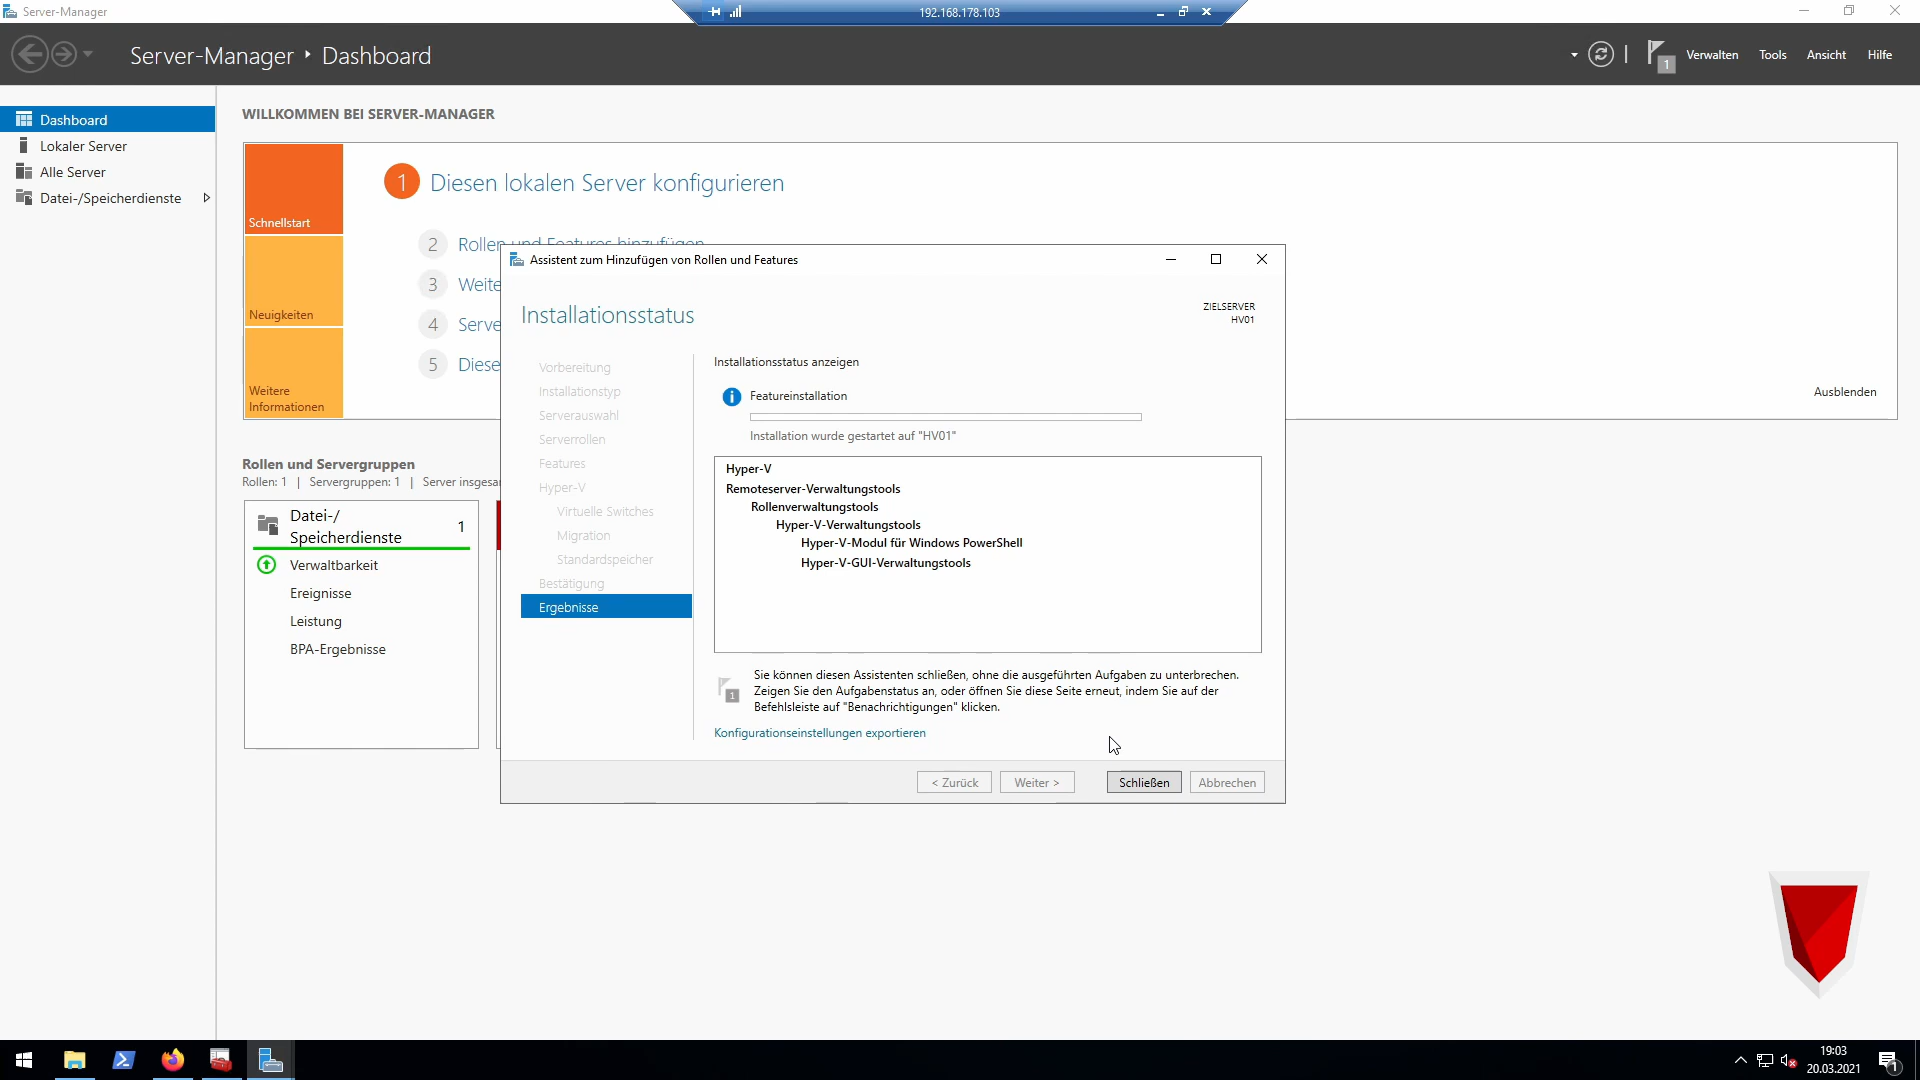 Server-Manager
192.168.178.103
Server-Manager Dashboard
1
Verwalten
Tools
Ansicht
Hilfe
Dashboard
Lokaler Server
Alle Server
Datei-/Speicherdienste
WILLKOMMEN BEI SERVER-MANAGER
Schnellstart
Neuigkeiten
Weitere
Informationen
1 Diesen lokalen Server konfigurieren
2 Rollen und Features hinzufügen
3 Weite
4 Serve
5 Diese
Ausblenden
Rollen und Servergruppen
Rollen: 1 | Servergruppen: 1 | Server insgesa
Datei-/
Speicherdienste
1
Verwaltbarkeit
Ereignisse
Leistung
BPA-Ergebnisse
Assistent zum Hinzufügen von Rollen und Features
Installationsstatus
ZIELSERVER
HV01
Vorbereitung
Installationstyp
Serverauswahl
Serverrollen
Features
Hyper-V
Virtuelle Switches
Migration
Standardspeicher
Bestätigung
Ergebnisse
Installationsstatus anzeigen
Featureinstallation
Installation wurde gestartet auf "HV01"
Hyper-V
Remoteserver-Verwaltungstools
Rollenverwaltungstools
Hyper-V-Verwaltungstools
Hyper-V-Modul für Windows PowerShell
Hyper-V-GUI-Verwaltungstools
1
Sie können diesen Assistenten schließen, ohne die ausgeführten Aufgaben zu unterbrechen.
Zeigen Sie den Aufgabenstatus an, oder öffnen Sie diese Seite erneut, indem Sie auf der
Befehlsleiste auf "Benachrichtigungen" klicken.
Konfigurationseinstellungen exportieren
< Zurück
Weiter >
Schließen
Abbrechen
19:03
20.03.2021
1